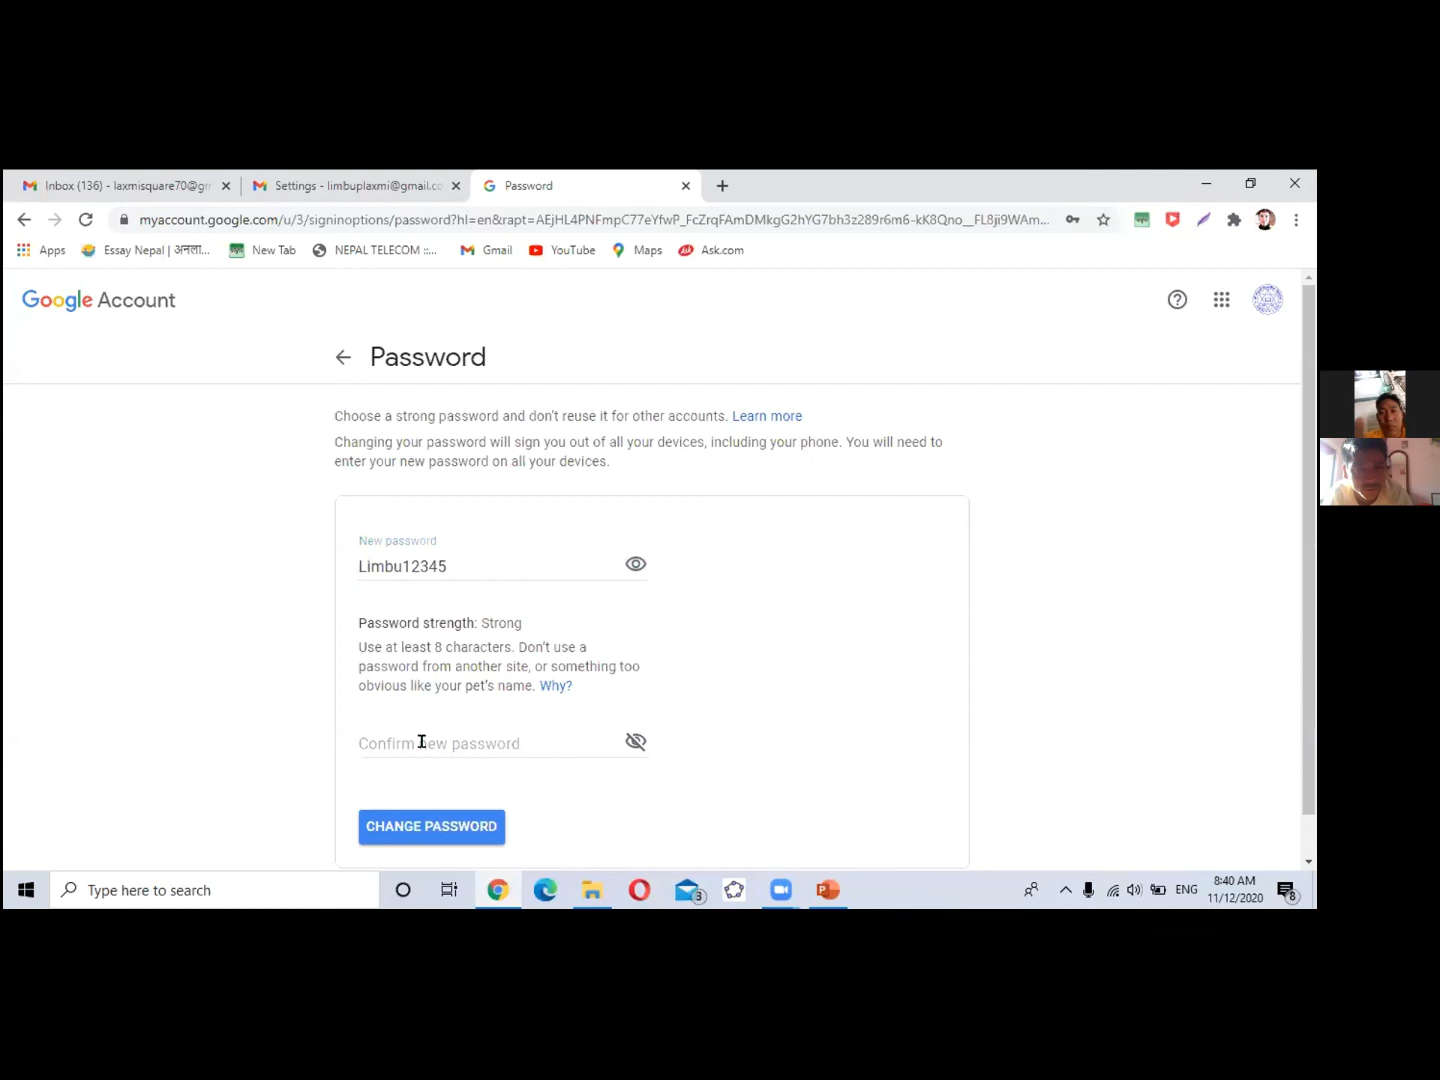 Inbox (136) - laxmisquare70@gm
Settings - limbuplaxmi@gmail.co
Password
myaccount.google.com/u/3/signinoptions/password?hl=en&rapt=AEjHL4PNFmpC77eYfwP_FcZrqFAmDMkgG2hYG7bh3z289r6m6-kK8Qno__FL8ji9WAm...
Apps
Essay Nepal | अनला...
New Tab
NEPAL TELECOM ::...
Gmail
YouTube
Maps
Ask.com
Google Account
Password
Choose a strong password and don't reuse it for other accounts. Learn more
Changing your password will sign you out of all your devices, including your phone. You will need to
enter your new password on all your devices.
New password
Limbu12345
Password strength: Strong
Use at least 8 characters. Don't use a
password from another site, or something too
obvious like your pet's name. Why?
Confirm new password
CHANGE PASSWORD
Type here to search
3
ENG
8:40 AM
11/12/2020
8